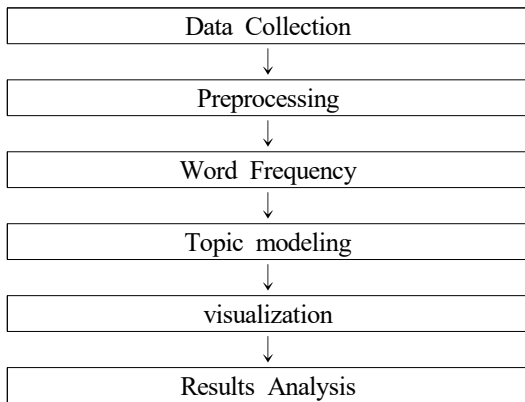 Data Collection
Preprocessing
Word Frequency
Topic modeling
visualization
Results Analysis